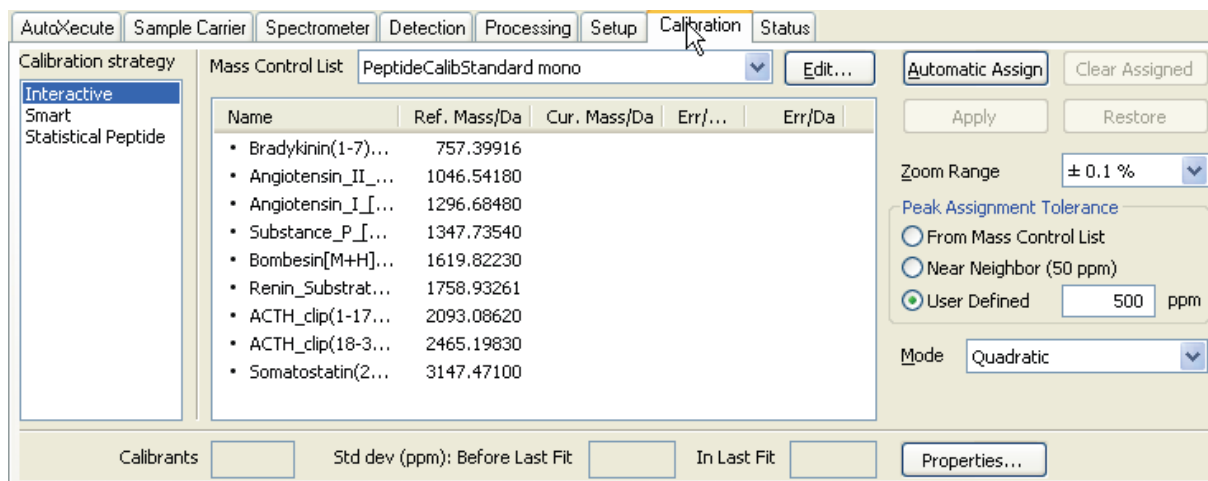 AutoXecute Sample Carrier Spectrometer Detection Processing Setup Calibration Status
Calibration strategy
Interactive
Smart
Statistical Peptide
Mass Control List PeptideCalibStandard mono Edit...
Name Ref. Mass/Da Cur. Mass/Da Err/... Err/Da
• Bradykinin(1-7)... 757.39916
• Angiotensin_II_... 1046.54180
• Angiotensin_I_[... 1296.68480
• Substance_P_[... 1347.73540
• Bombesin[M+H]... 1619.82230
• Renin_Substrat... 1758.93261
• ACTH_clip(1-17... 2093.08620
• ACTH_clip(18-3... 2465.19830
• Somatostatin(2... 3147.47100
Automatic Assign Clear Assigned
Apply Restore
Zoom Range ± 0.1 %
Peak Assignment Tolerance
From Mass Control List
Near Neighbor (50 ppm)
User Defined 500 ppm
Mode Quadratic
Calibrants Std dev (ppm): Before Last Fit In Last Fit Properties...